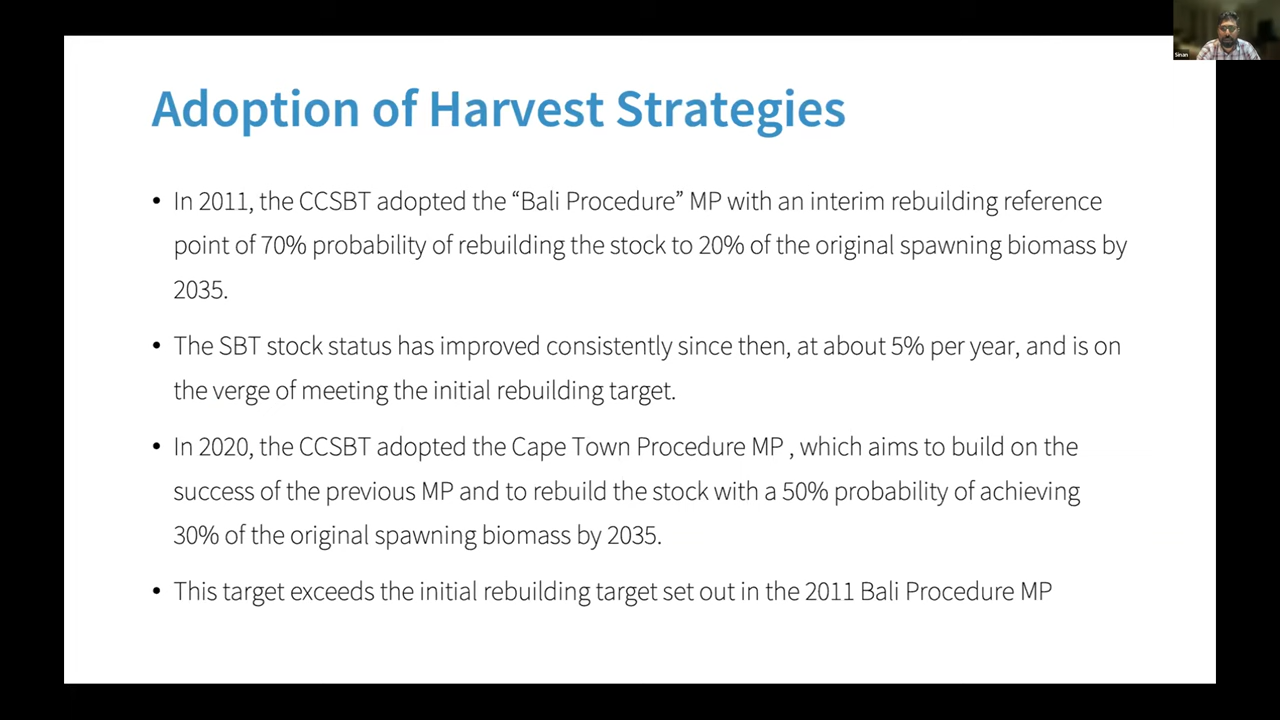 Adoption of Harvest Strategies
• In 2011, the CCSBT adopted the “Bali Procedure” MP with an interim rebuilding reference
point of 70% probability of rebuilding the stock to 20% of the original spawning biomass by
2035.
• The SBT stock status has improved consistently since then, at about 5% per year, and is on
the verge of meeting the initial rebuilding target.
• In 2020, the CCSBT adopted the Cape Town Procedure MP , which aims to build on the
success of the previous MP and to rebuild the stock with a 50% probability of achieving
30% of the original spawning biomass by 2035.
• This target exceeds the initial rebuilding target set out in the 2011 Bali Procedure MP
Sinan